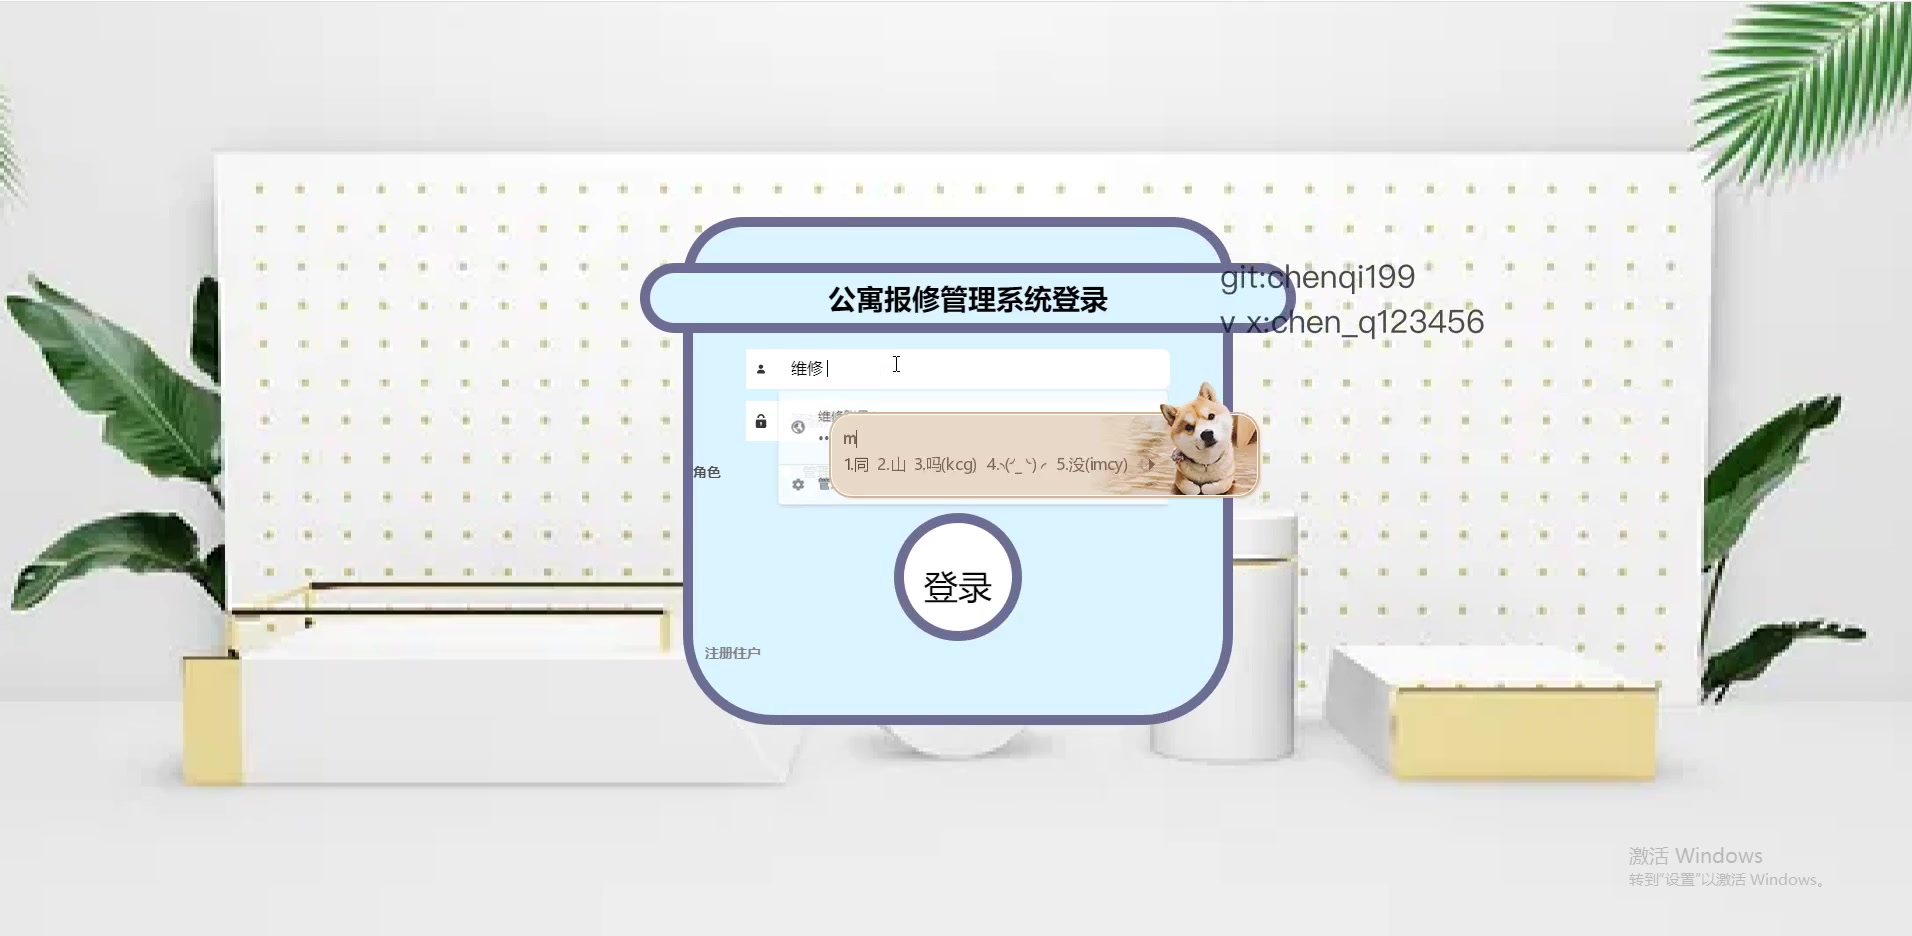 git:chenqi199
公寓报修管理系统登录
v x:chen_q123456
维修
m
1.同 2.山 3.吗(kcg) 4.◝(ᵕ_ᵕ)◜ 5.没(imcy)
角色
登录
注册住户
激活 Windows
转到"设置"以激活 Windows。